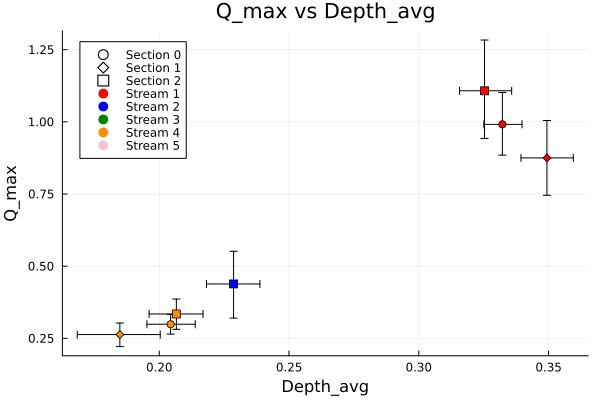 Q_max vs Depth_avg
Section 0
Section 1
Section 2
Stream 1
Stream 2
Stream 3
Stream 4
Stream 5
1.25
1.00
0.75
0.50
0.25
Q_max
0.20
0.25
0.30
0.35
Depth_avg